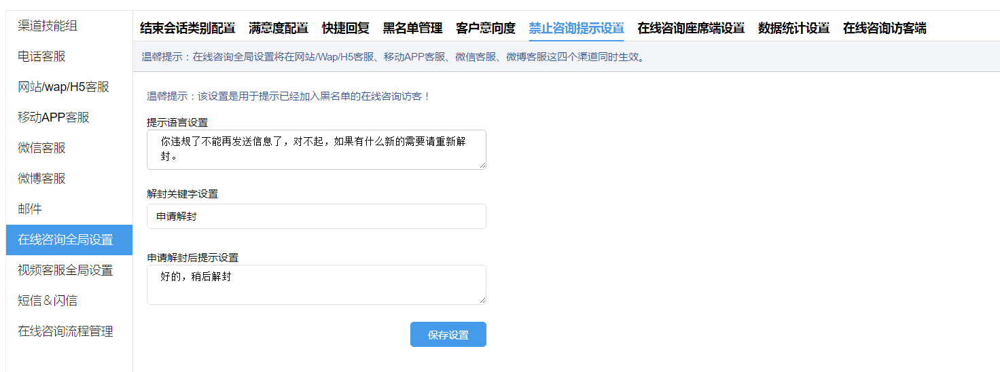 渠道技能组
电话客服
网站/wap/H5客服
移动APP客服
微信客服
微博客服
邮件
在线咨询全局设置
视频客服全局设置
短信＆闪信
在线咨询流程管理
结束会话类别配置 满意度配置 快捷回复 黑名单管理 客户意向度 禁止咨询提示设置 在线咨询座席端设置 数据统计设置 在线咨询访客端
温馨提示：在线咨询全局设置将在网站/Wap/H5客服、移动APP客服、微信客服、微博客服这四个渠道同时生效。
温馨提示：该设置是用于提示已经加入黑名单的在线咨询访客！
提示语言设置
你违规了不能再发送信息了，对不起，如果有什么新的需要请重新解
封。
解封关键字设置
申请解封
申请解封后提示设置
好的，稍后解封
保存设置